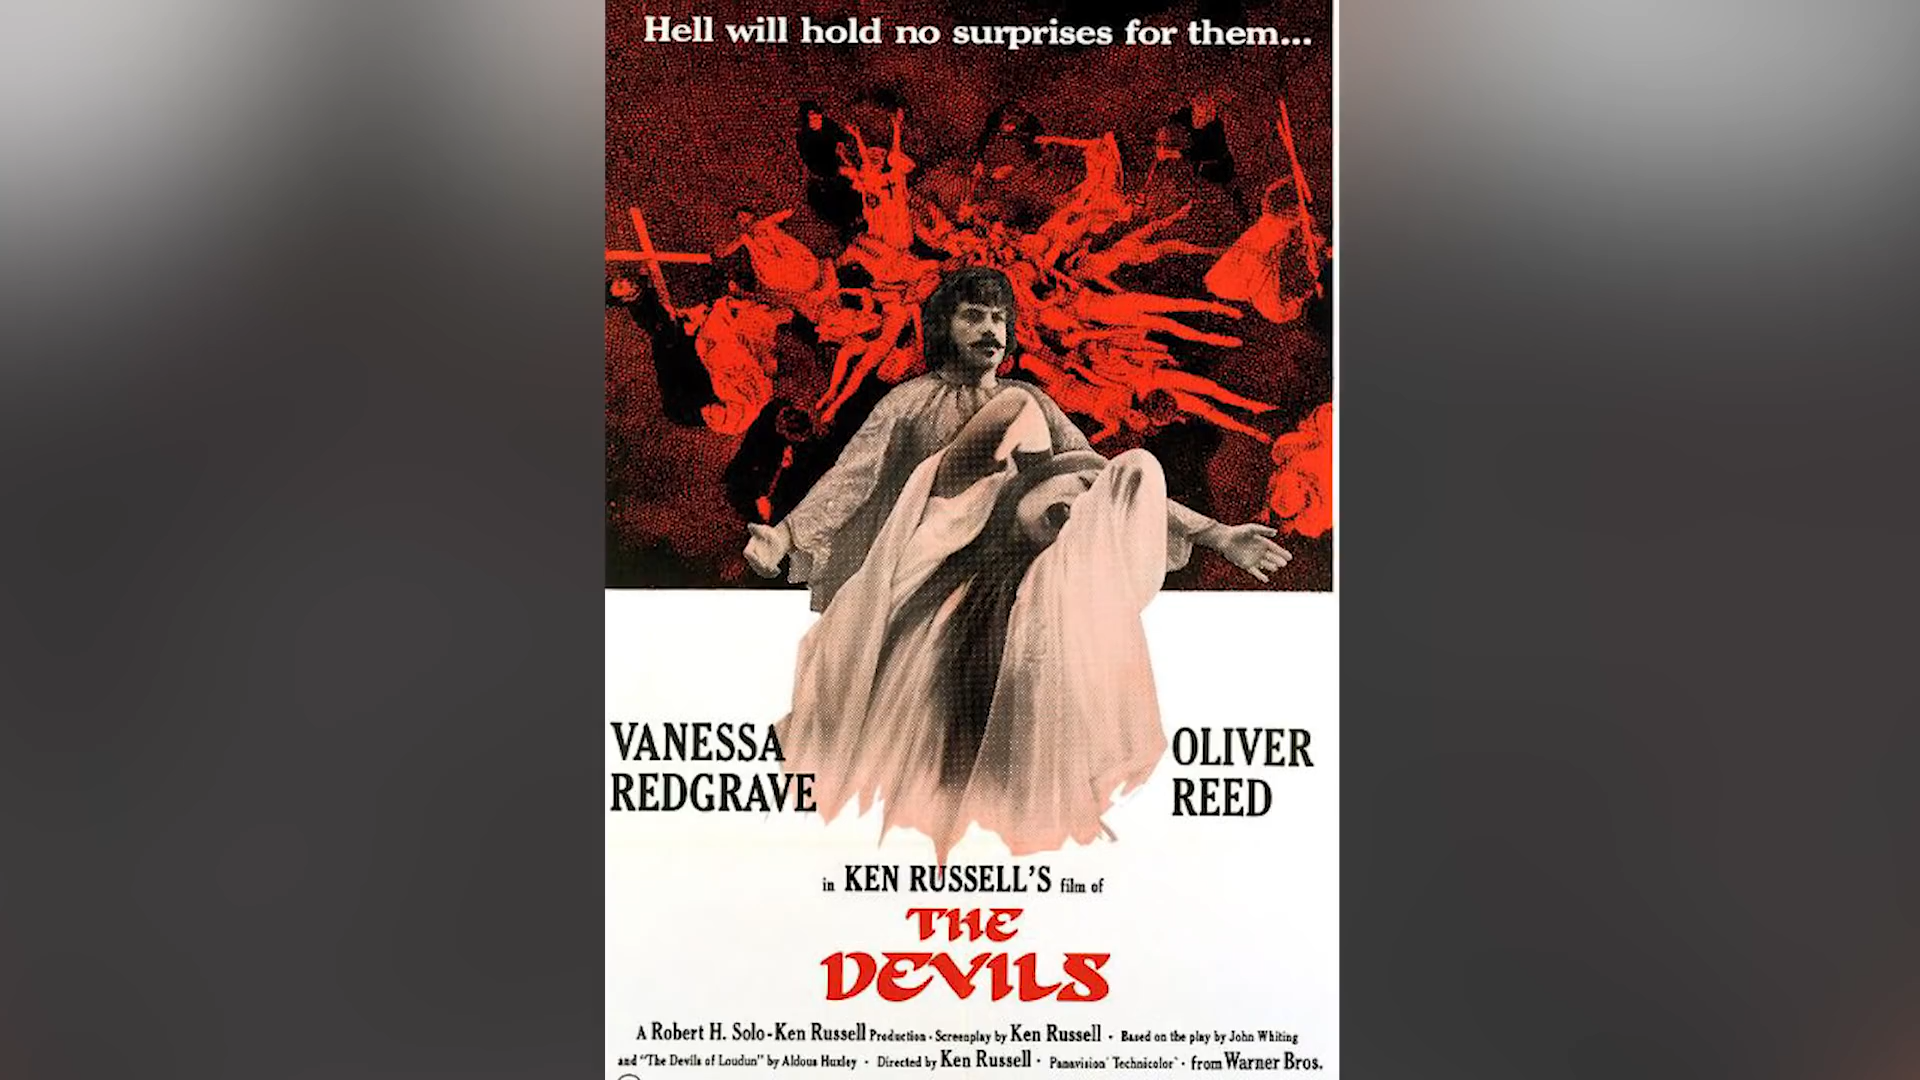 Hell will hold no surprises for them...
VANESSA
REDGRAVE
OLIVER
REED
in KEN RUSSELL'S film of
THE
DEVILS
A Robert H. Solo-Ken Russell Production · Screenplay by Ken Russell · Based on the play by John Whiting
and "The Devils of Loudun" by Aldous Huxley · Directed by Ken Russell · Panavision® Technicolor® · from Warner Bros.